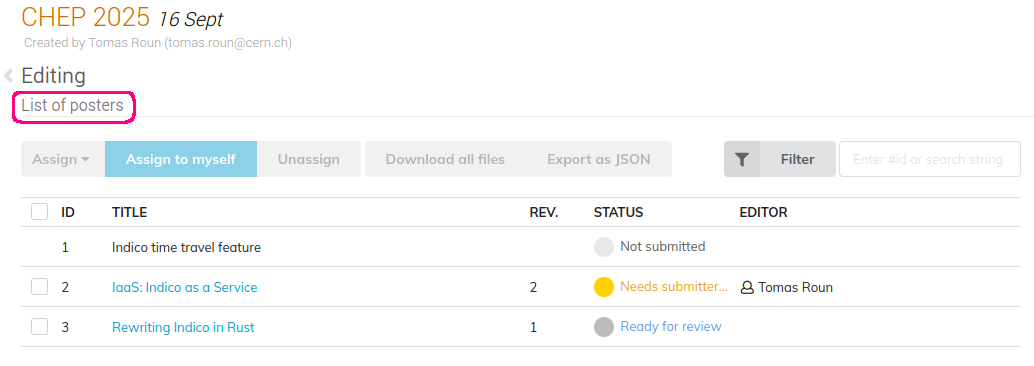 CHEP 2025 16 Sept
Created by Tomas Roun (tomas.roun@cern.ch)
Editing
List of posters
Assign Assign to myself Unassign Download all files Export as JSON Filter Enter #id or search string
ID TITLE REV. STATUS EDITOR
1 Indico time travel feature Not submitted
2 IaaS: Indico as a Service 2 Needs submitter... Tomas Roun
3 Rewriting Indico in Rust 1 Ready for review